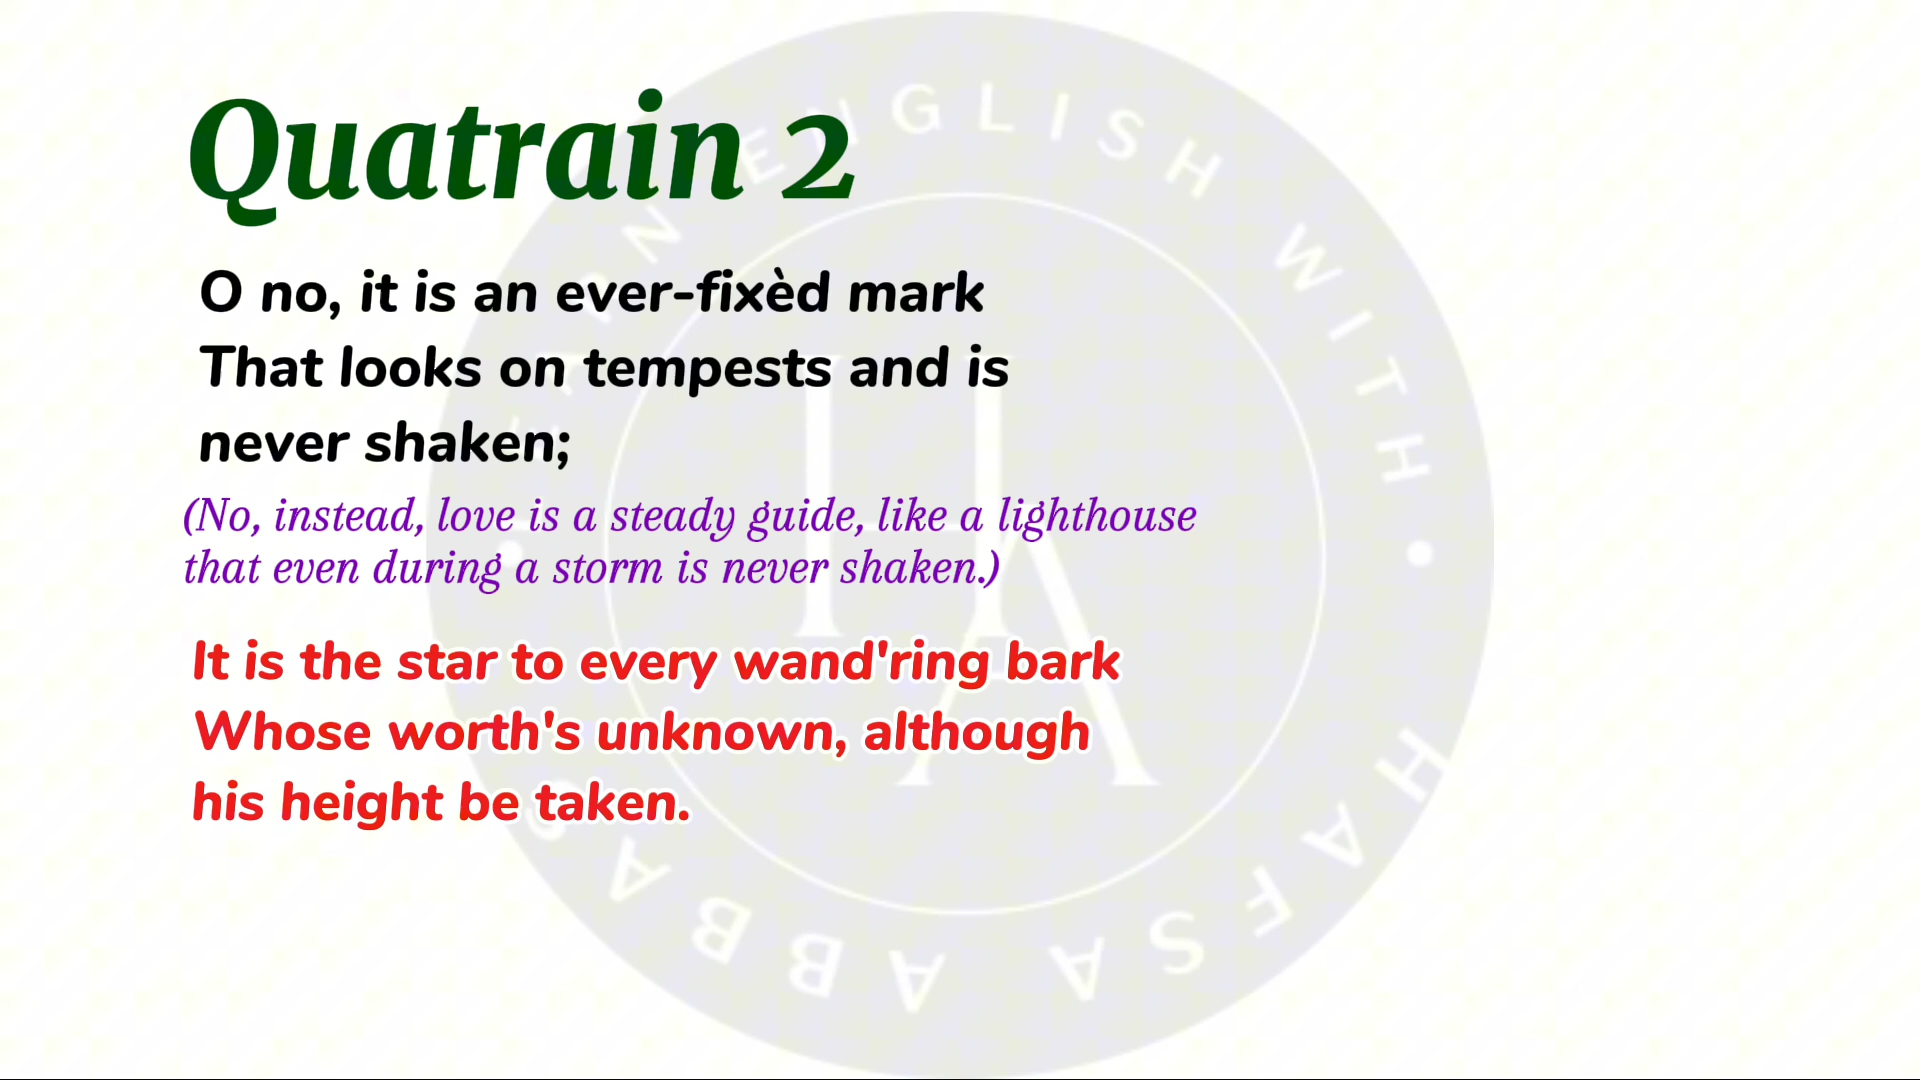 Quatrain 2
O no, it is an ever-fixèd mark
That looks on tempests and is
never shaken;
(No, instead, love is a steady guide, like a lighthouse
that even during a storm is never shaken.)
It is the star to every wand'ring bark
Whose worth's unknown, although
his height be taken.
LEARN ENGLISH WITH • HAFSA ABBAS •
HA